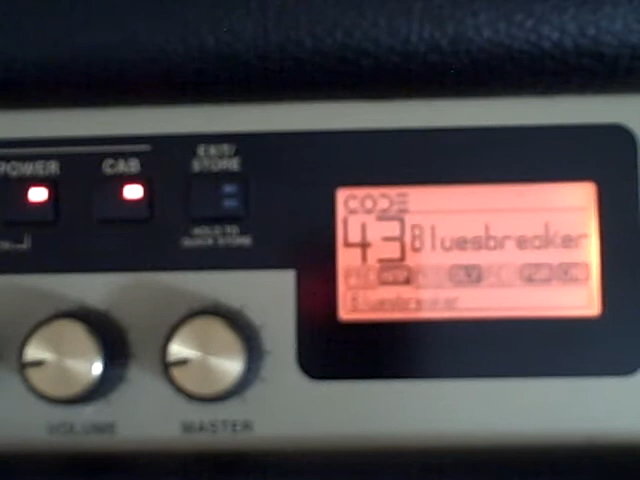 POWER
CAB
EXIT/
STORE
HOLD TO
QUICK STORE
CODE
43 Bluesbreaker
Bluesbreaker
VOLUME
MASTER